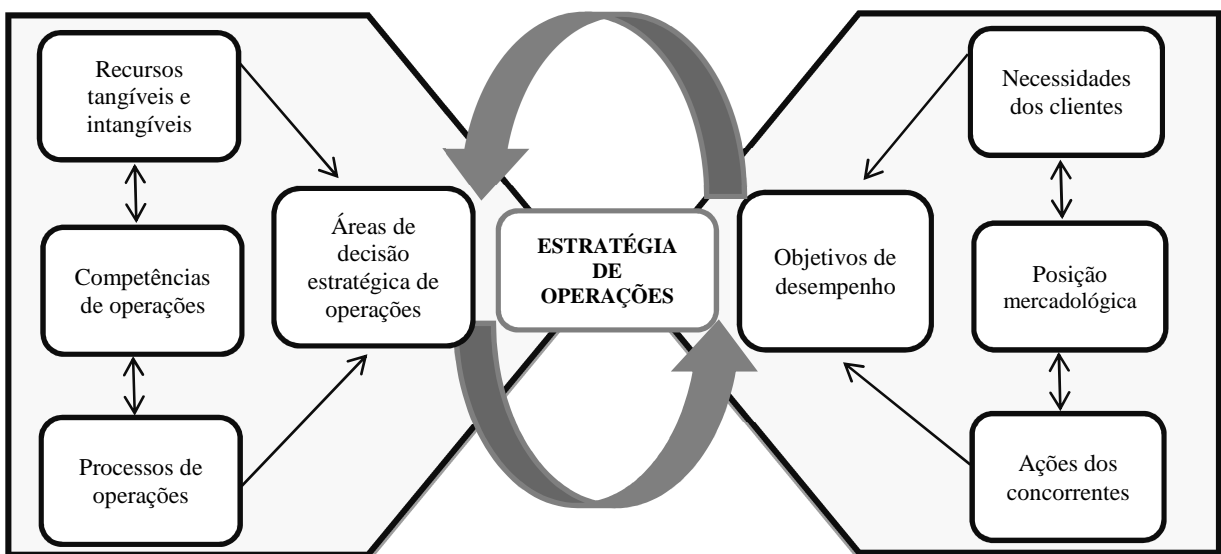 Recursos
tangíveis e
intangíveis
Competências
de operações
Processos de
operações
Áreas de
decisão
estratégica de
operações
ESTRATÉGIA
DE
OPERAÇÕES
Objetivos de
desempenho
Necessidades
dos clientes
Posição
mercadológica
Ações dos
concorrentes